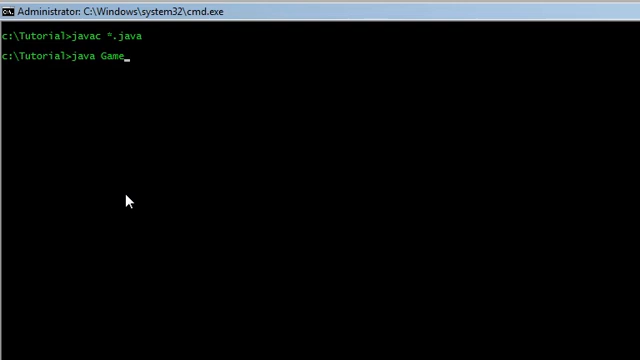 Administrator: C:\Windows\system32\cmd.exe
c:\Tutorial>javac *.java
c:\Tutorial>java Game